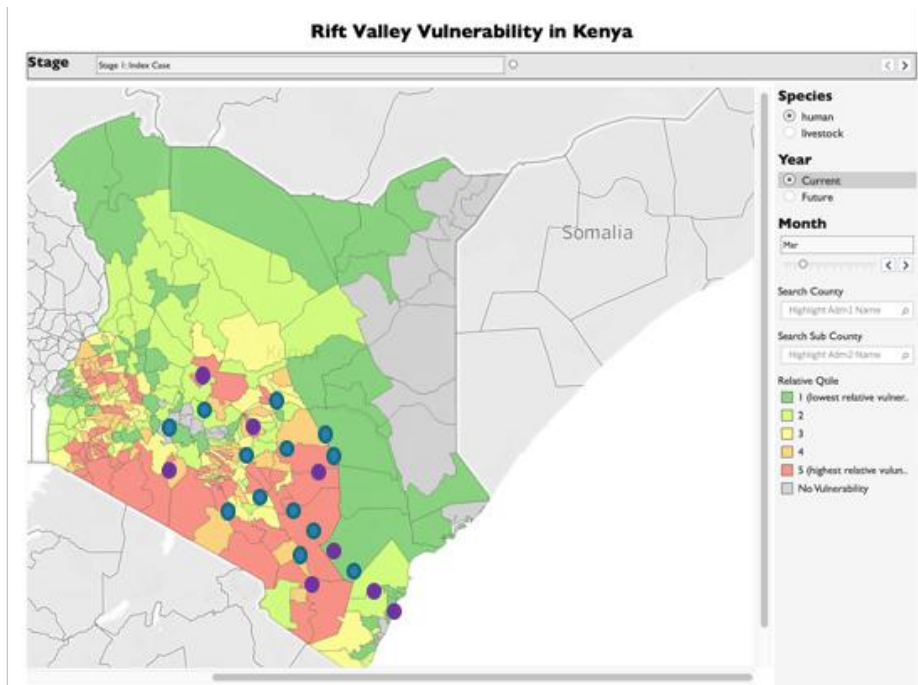 Rift Valley Vulnerability in Kenya
Stage
Stage 1: Index Case
Species
human
livestock
Year
Current
Future
Month
Mar
Search County
Highlight Adm1 Name
Search Sub County
Highlight Adm2 Name
Relative Qtile
1 (lowest relative vulner..
2
3
4
5 (highest relative vulun..
No Vulnerability
Somalia